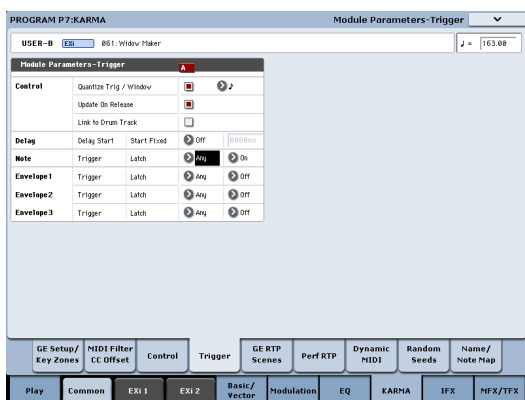 PROGRAM P7:KARMA Module Parameters-Trigger
USER-B EXi 061: Widow Maker ♩ = 163.00
Module Parameters-Trigger A
Control Quantize Trig / Window ♪
Update On Release
Link to Drum Track
Delay Delay Start Start Fixed Off 0000ms
Note Trigger Latch Any On
Envelope1 Trigger Latch Any Off
Envelope2 Trigger Latch Any Off
Envelope3 Trigger Latch Any Off
GE Setup/ Key Zones
MIDI Filter CC Offset
Control
Trigger
GE RTP Scenes
Perf RTP
Dynamic MIDI
Random Seeds
Name/ Note Map
Play
Common
EXi 1
EXi 2
Basic/ Vector
Modulation
EQ
KARMA
IFX
MFX/TFX